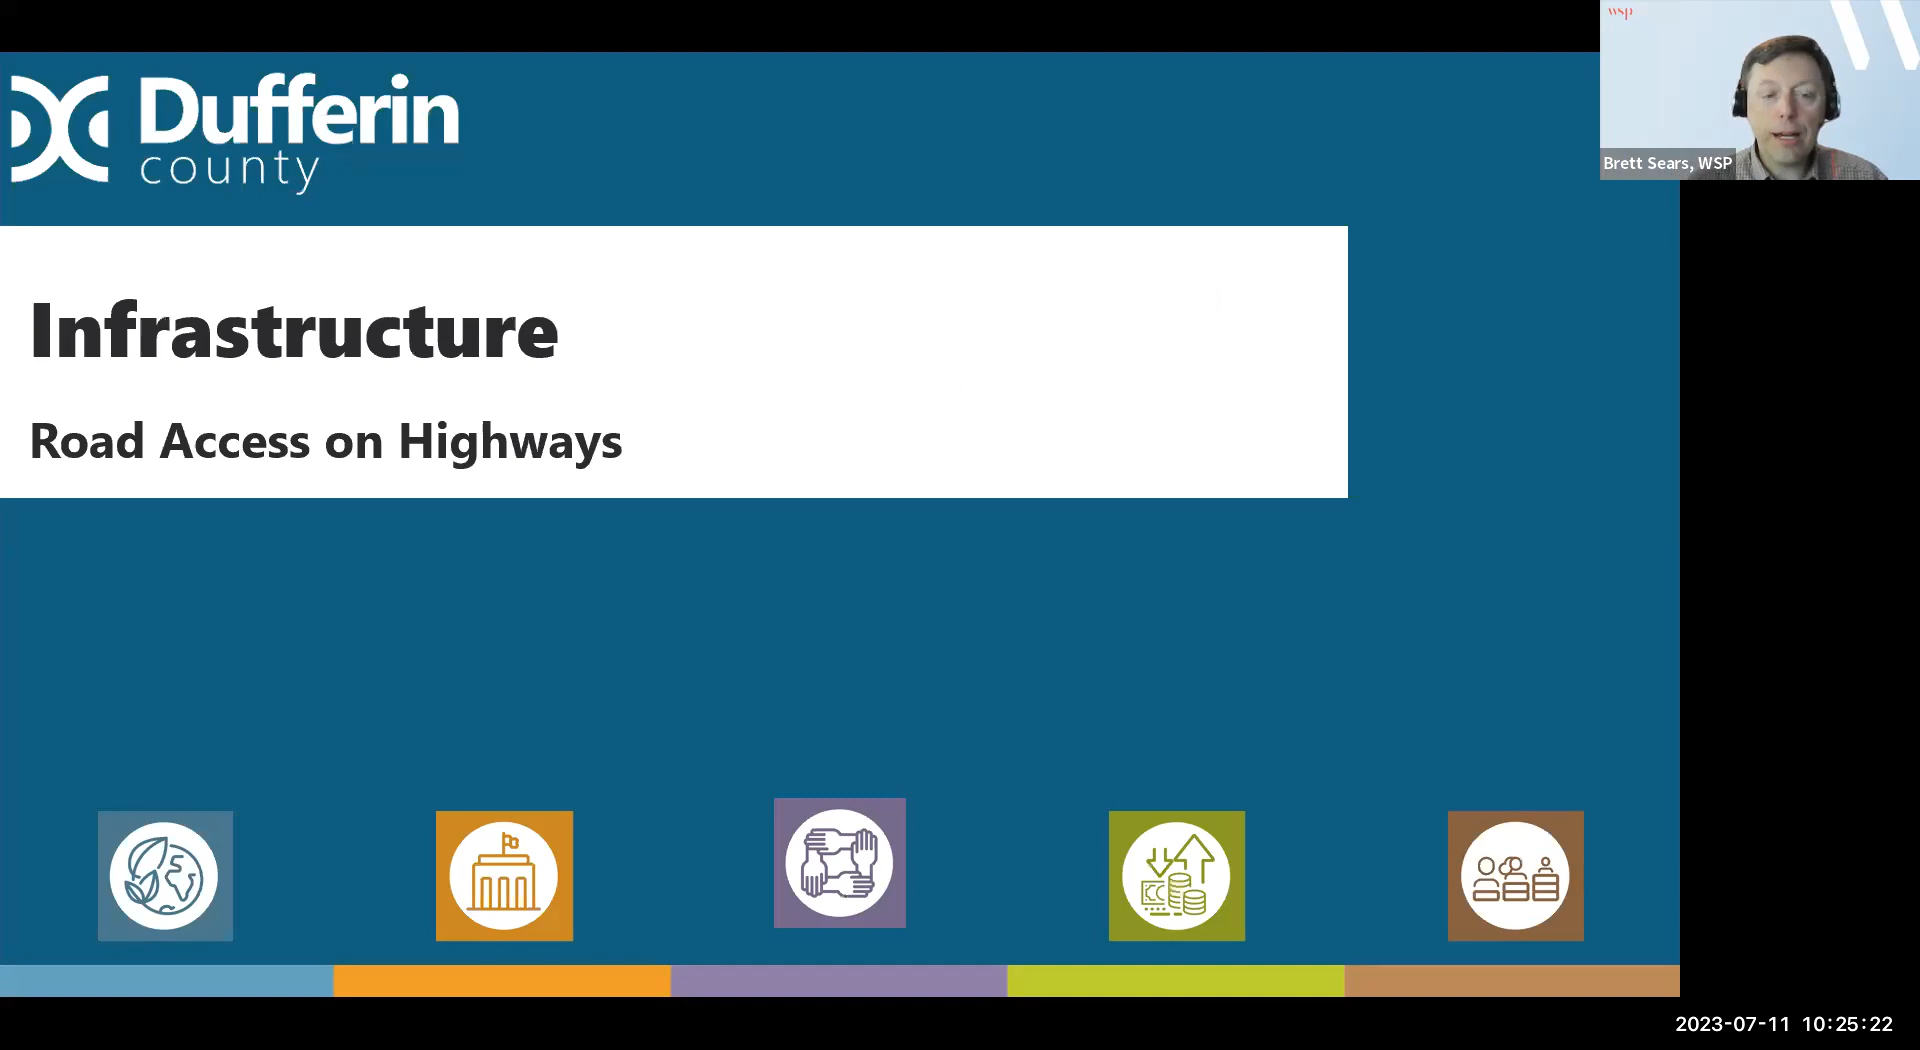 wsp
Dufferin
county
Brett Sears, WSP
Infrastructure
Road Access on Highways
2023-07-11 10:25:22